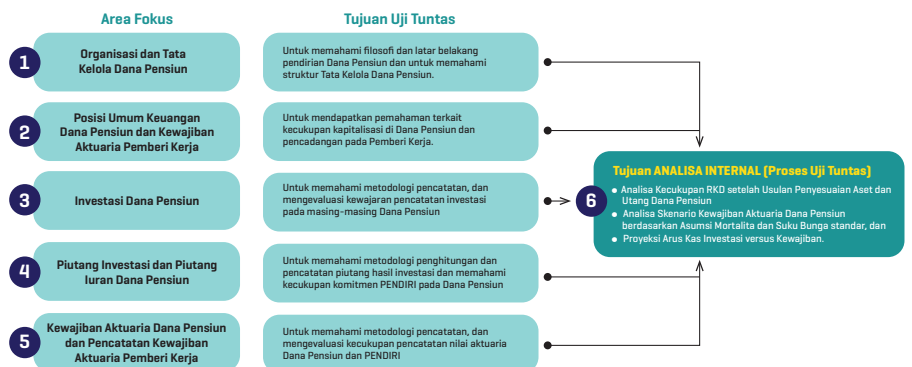 Area Fokus
Tujuan Uji Tuntas
1
Organisasi dan Tata
Kelola Dana Pensiun
Untuk memahami filosofi dan latar belakang
pendirian Dana Pensiun dan untuk memahami
struktur Tata Kelola Dana Pensiun.
2
Posisi Umum Keuangan
Dana Pensiun dan Kewajiban
Aktuaria Pemberi Kerja
Untuk mendapatkan pemahaman terkait
kecukupan kapitalisasi di Dana Pensiun dan
pencadangan pada Pemberi Kerja.
3
Investasi Dana Pensiun
Untuk memahami metodologi pencatatan, dan
mengevaluasi kewajaran pencatatan investasi
pada masing-masing Dana Pensiun
4
Piutang Investasi dan Piutang
Iuran Dana Pensiun
Untuk memahami metodologi penghitungan dan
pencatatan piutang hasil investasi dan memahami
kecukupan komitmen PENDIRI pada Dana Pensiun
5
Kewajiban Aktuaria Dana Pensiun
dan Pencatatan Kewajiban
Aktuaria Pemberi Kerja
Untuk memahami metodologi pencatatan, dan
mengevaluasi kecukupan pencatatan nilai aktuaria
Dana Pensiun dan PENDIRI
6
Tujuan ANALISA INTERNAL (Proses Uji Tuntas)
• Analisa Kecukupan RKD setelah Usulan Penyesuaian Aset dan
Utang Dana Pensiun
• Analisa Skenario Kewajiban Aktuaria Dana Pensiun
berdasarkan Asumsi Mortalita dan Suku Bunga standar, dan
• Proyeksi Arus Kas Investasi versus Kewajiban.